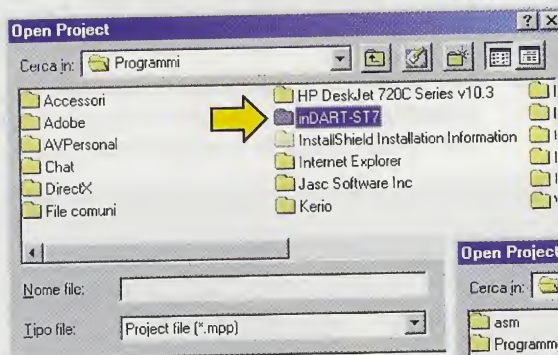 Open Project
Cerca in: Programmi
Accessori
Adobe
AVPersonal
Chat
DirectX
File comuni
HP DeskJet 720C Series v10.3
inDART-ST7
InstallShield Installation Information
Internet Explorer
Jasc Software Inc
Kerio
Nome file:
Tipo file: Project file (*.mpp)
Open Project
Cerca in:
asm